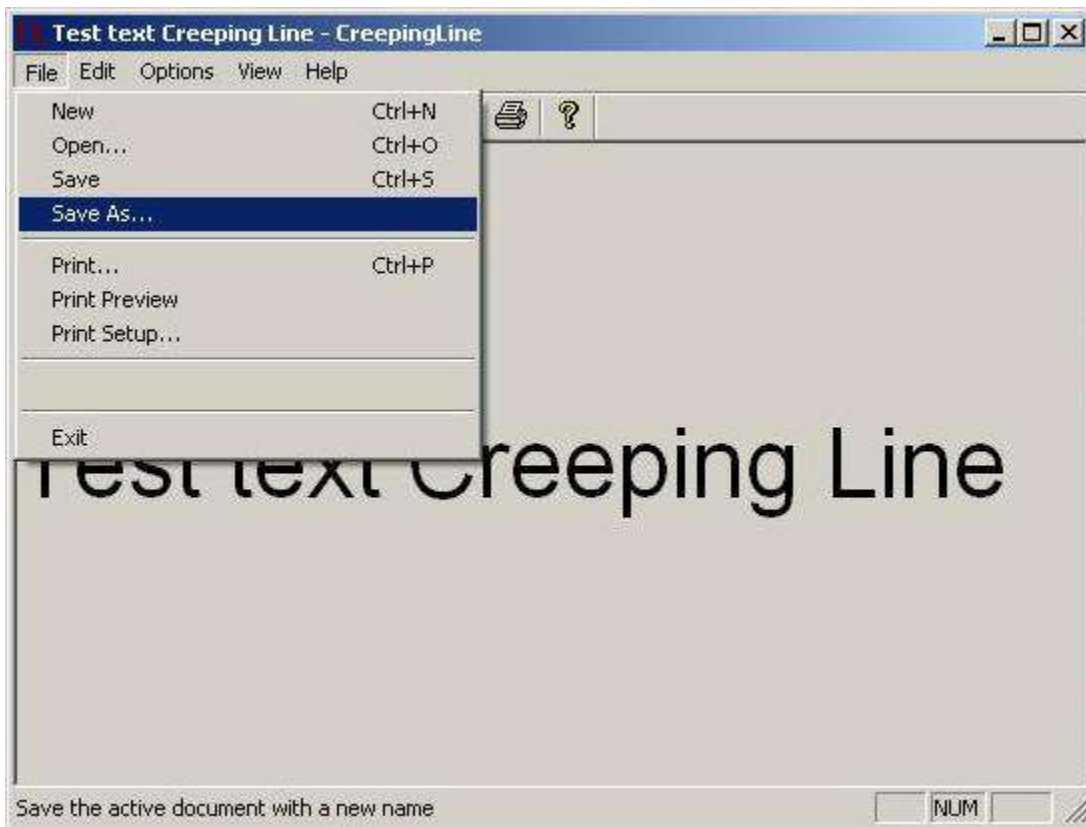 Test text Creeping Line - CreepingLine
File Edit Options View Help
New Ctrl+N
Open... Ctrl+O
Save Ctrl+S
Save As...
Print... Ctrl+P
Print Preview
Print Setup...
Exit
Test text Creeping Line
Save the active document with a new name NUM